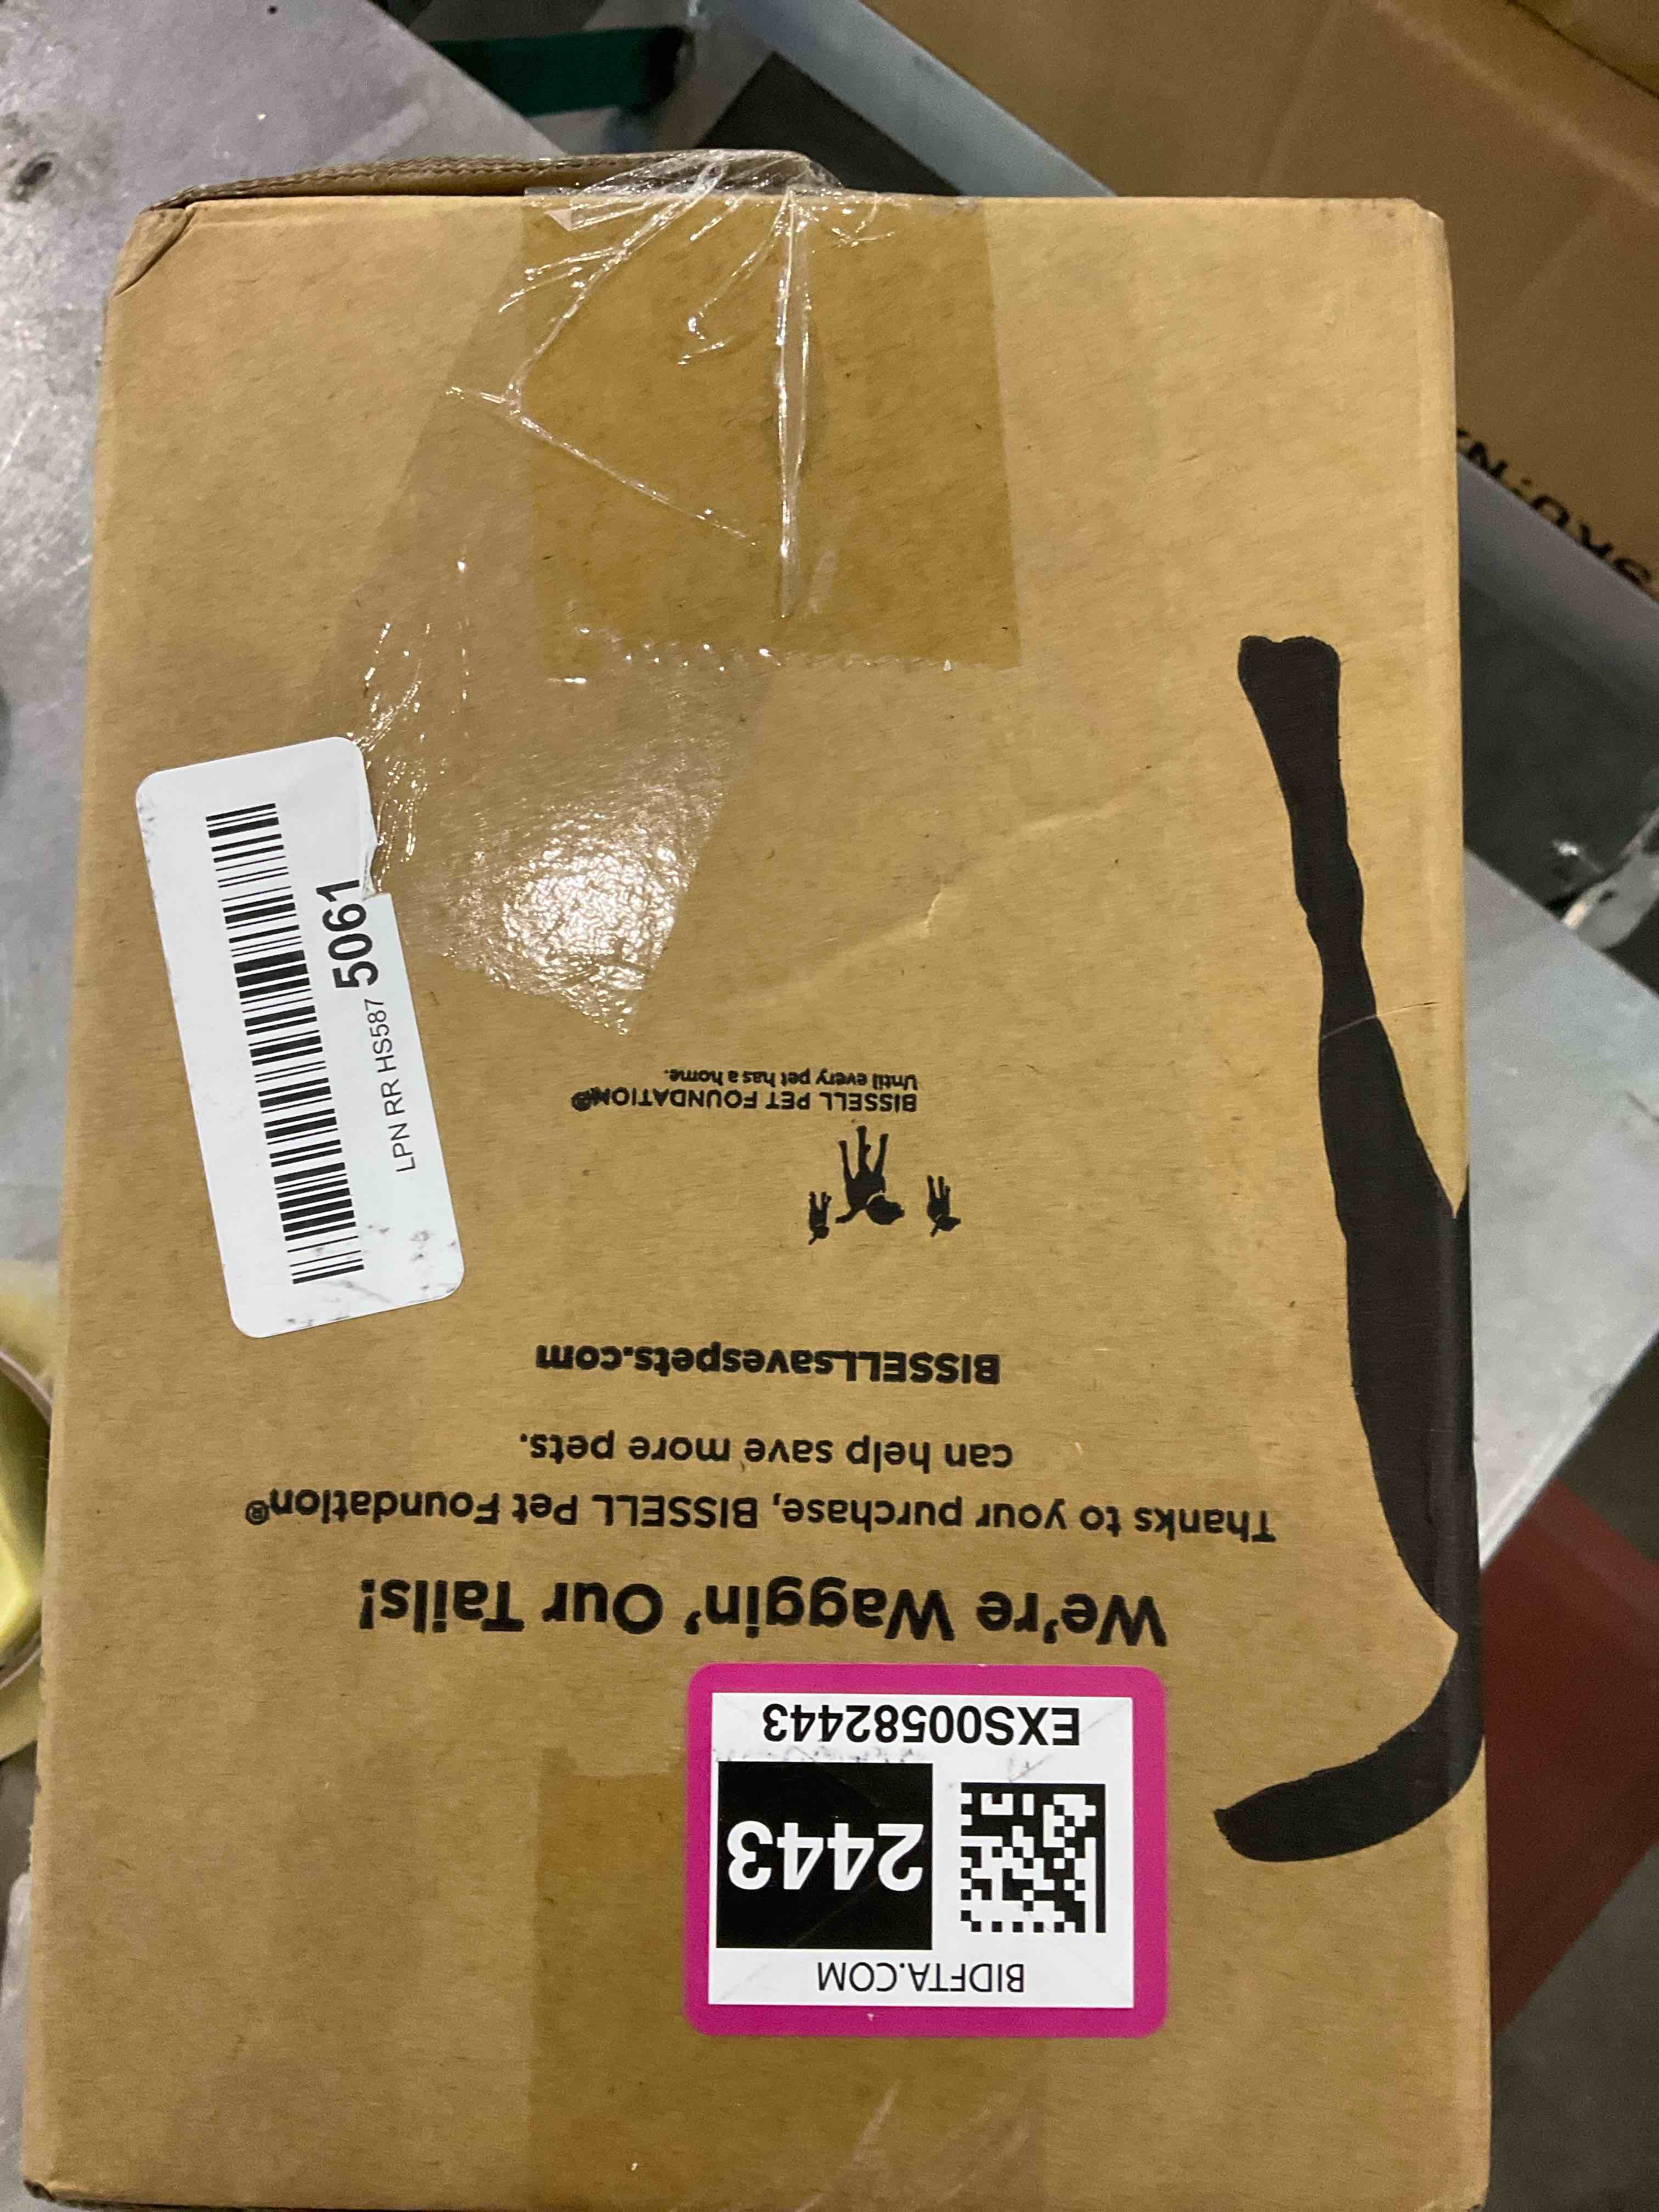 BIDFTA.COM
2443
EXS00582443
We're Waggin' Our Tails!
Thanks to your purchase, BISSELL Pet Foundation®
can help save more pets.
BISSELLsavespets.com
BISSELL PET FOUNDATION®
Until every pet has a home.
LPN RR HS587 5061